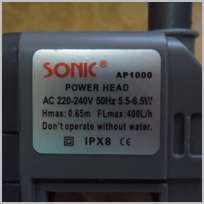 SONIC®
AP1000
POWER HEAD
AC 220-240V 50Hz 5.5-6.5W
Hmax: 0.65m FLmax: 400L/h
Don't operate without water.
IPX8 CE